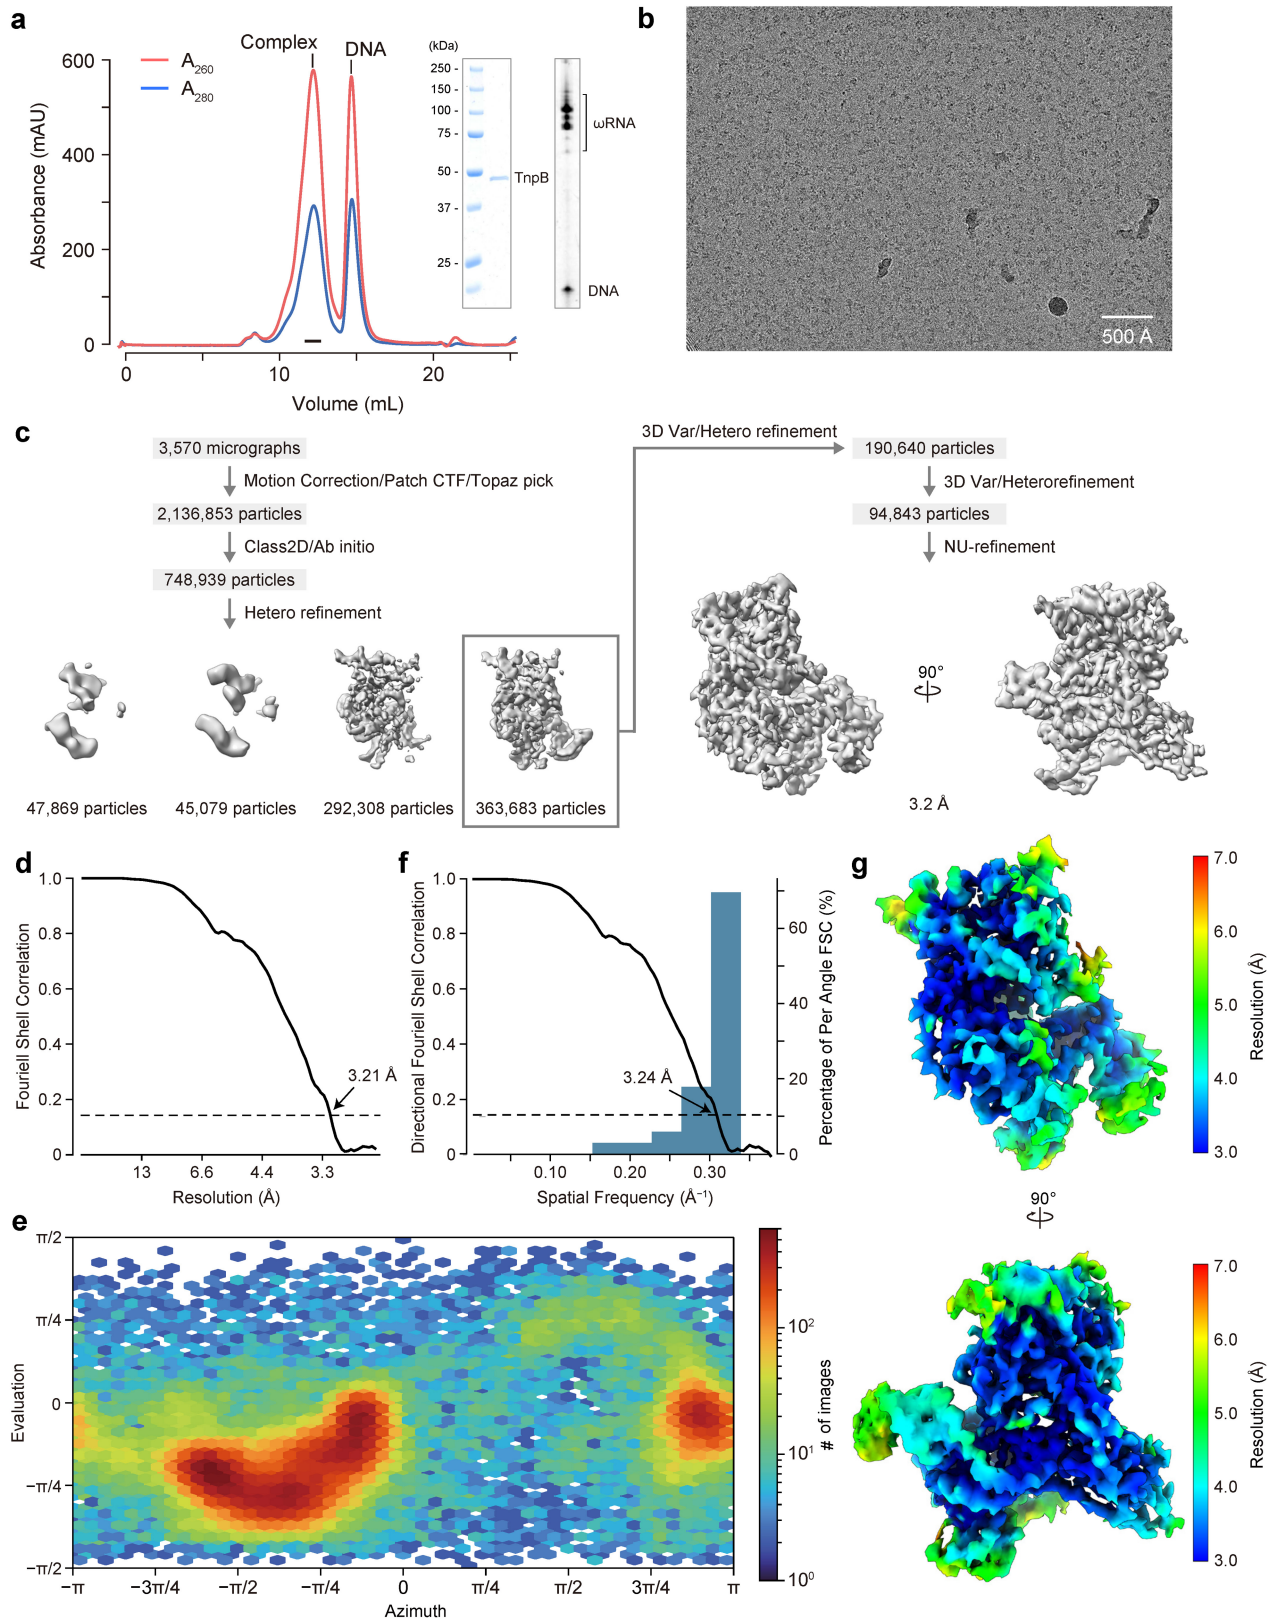 a
Complex
DNA
A260
A280
Absorbance (mAU)
600
400
200
0
0
10
20
Volume (mL)
(kDa)
250 -
150 -
100 -
75 -
50 -
37 -
25 -
TnpB
ωRNA
DNA
b
500 Å
c
3,570 micrographs
Motion Correction/Patch CTF/Topaz pick
2,136,853 particles
Class2D/Ab initio
748,939 particles
Hetero refinement
47,869 particles
45,079 particles
292,308 particles
363,683 particles
3D Var/Hetero refinement
190,640 particles
3D Var/Heterorefinement
94,843 particles
NU-refinement
90°
3.2 Å
d
Fouriell Shell Correlation
1.0
0.8
0.6
0.4
0.2
0
3.21 Å
13
6.6
4.4
3.3
Resolution (Å)
f
Directional Fouriell Shell Correlation
1.0
0.8
0.6
0.4
0.2
0
3.24 Å
0.10
0.20
0.30
Spatial Frequency (Å⁻¹)
60
40
20
0
Percentage of Per Angle FSC (%)
g
7.0
6.0
5.0
4.0
3.0
Resolution (Å)
90°
7.0
6.0
5.0
4.0
3.0
Resolution (Å)
e
Evaluation
π/2
π/4
0
−π/4
−π/2
−π
−3π/4
−π/2
−π/4
0
π/4
π/2
3π/4
π
Azimuth
10²
10¹
10⁰
# of images